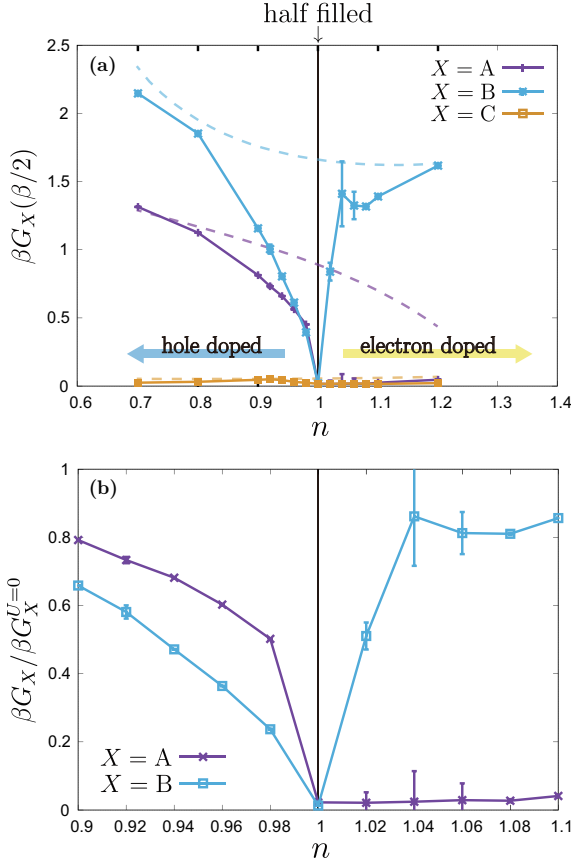 half filled
↓
(a)
X = A
X = B
X = C
2.5
2
1.5
1
0.5
0
βG_X(β/2)
hole doped
electron doped
0.6 0.7 0.8 0.9 1 1.1 1.2 1.3 1.4
n
(b)
1
0.8
0.6
0.4
0.2
0
βG_X/βG_X^{U=0}
X = A
X = B
0.9 0.92 0.94 0.96 0.98 1 1.02 1.04 1.06 1.08 1.1
n